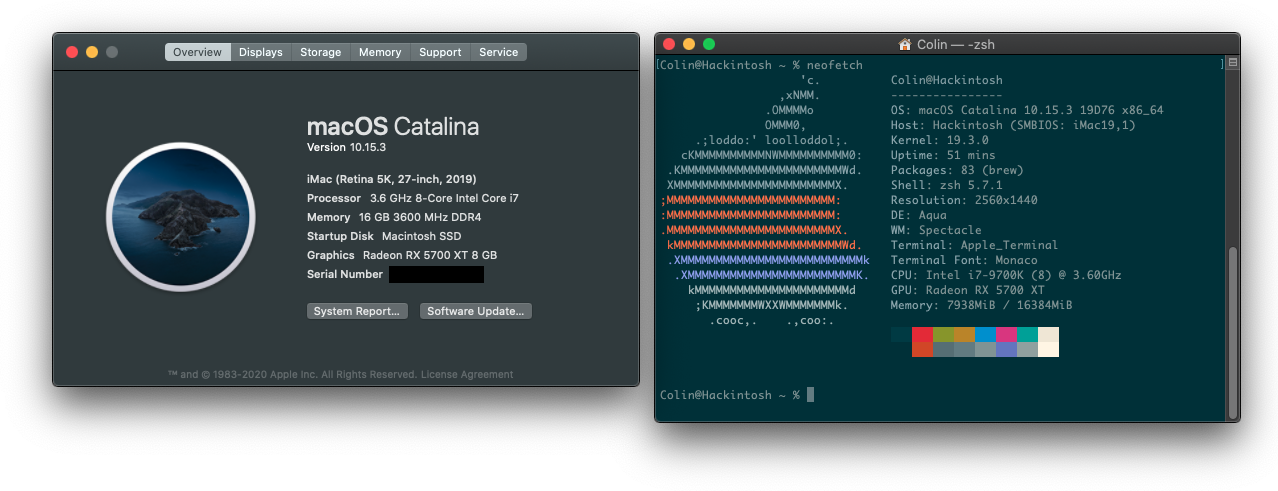 Overview Displays Storage Memory Support Service
macOS Catalina
Version 10.15.3
iMac (Retina 5K, 27-inch, 2019)
Processor 3.6 GHz 8-Core Intel Core i7
Memory 16 GB 3600 MHz DDR4
Startup Disk Macintosh SSD
Graphics Radeon RX 5700 XT 8 GB
Serial Number
System Report... Software Update...
™ and © 1983-2020 Apple Inc. All Rights Reserved. License Agreement
Colin — -zsh
[Colin@Hackintosh ~ % neofetch ]
'c. Colin@Hackintosh
,xNMM. ----------------
.OMMMMo OS: macOS Catalina 10.15.3 19D76 x86_64
OMMM0, Host: Hackintosh (SMBIOS: iMac19,1)
.;loddo:' loolloddol;. Kernel: 19.3.0
cKMMMMMMMMMMNWMMMMMMMMMM0: Uptime: 51 mins
.KMMMMMMMMMMMMMMMMMMMMMMMWd. Packages: 83 (brew)
XMMMMMMMMMMMMMMMMMMMMMMMX. Shell: zsh 5.7.1
;MMMMMMMMMMMMMMMMMMMMMMMM: Resolution: 2560x1440
:MMMMMMMMMMMMMMMMMMMMMMMM: DE: Aqua
.MMMMMMMMMMMMMMMMMMMMMMMMX. WM: Spectacle
kMMMMMMMMMMMMMMMMMMMMMMMMWd. Terminal: Apple_Terminal
.XMMMMMMMMMMMMMMMMMMMMMMMMMMk Terminal Font: Monaco
.XMMMMMMMMMMMMMMMMMMMMMMMMK. CPU: Intel i7-9700K (8) @ 3.60GHz
kMMMMMMMMMMMMMMMMMMMMMMd GPU: Radeon RX 5700 XT
;KMMMMMMMWXXWMMMMMMMk. Memory: 7938MiB / 16384MiB
.cooc,. .,coo:.
Colin@Hackintosh ~ %